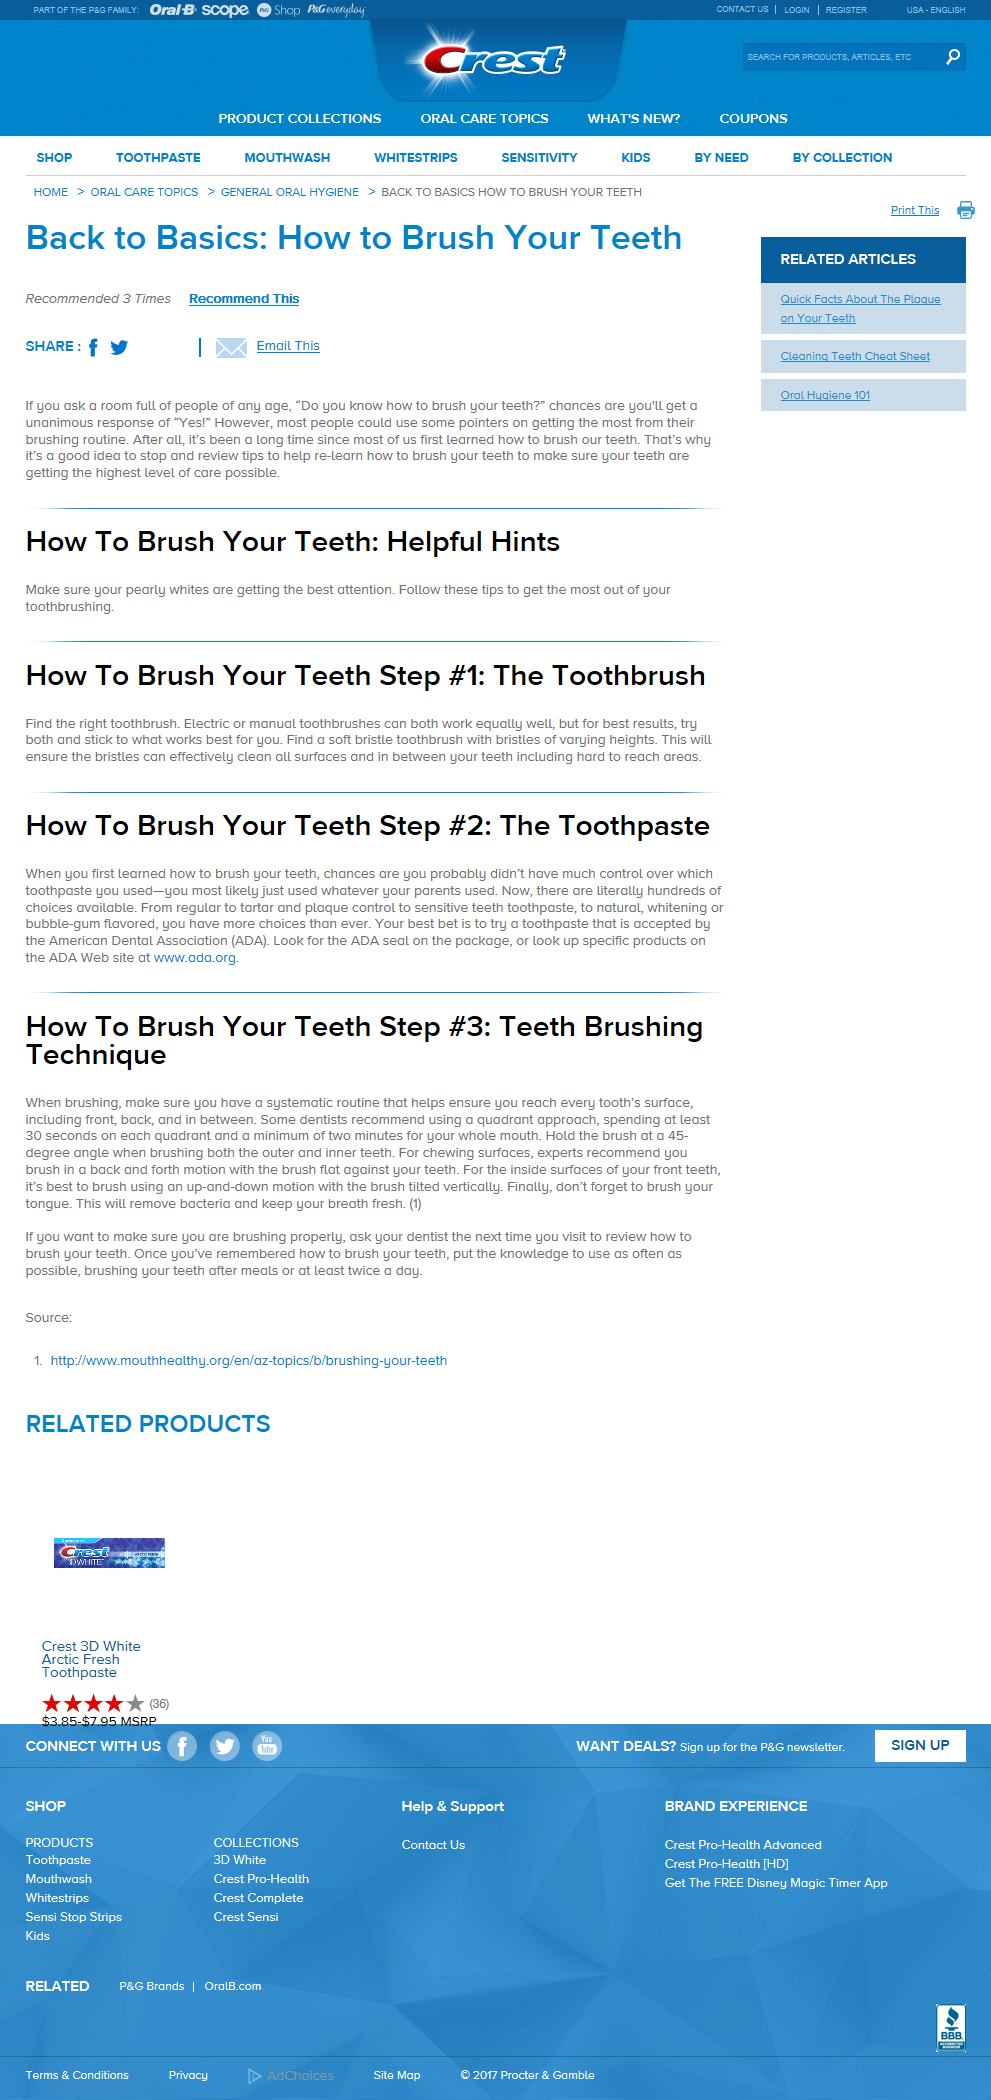 PART OF THE P&G FAMILY: Oral-B scope. P&G Shop P&G everyday
CONTACT US | LOGIN | REGISTER USA - ENGLISH
Crest
SEARCH FOR PRODUCTS, ARTICLES, ETC
PRODUCT COLLECTIONS ORAL CARE TOPICS WHAT'S NEW? COUPONS
SHOP TOOTHPASTE MOUTHWASH WHITESTRIPS SENSITIVITY KIDS BY NEED BY COLLECTION
HOME > ORAL CARE TOPICS > GENERAL ORAL HYGIENE > BACK TO BASICS HOW TO BRUSH YOUR TEETH
Print This
Back to Basics: How to Brush Your Teeth
Recommended 3 Times Recommend This
SHARE : | Email This
RELATED ARTICLES
Quick Facts About The Plaque
on Your Teeth
Cleaning Teeth Cheat Sheet
Oral Hygiene 101
If you ask a room full of people of any age, “Do you know how to brush your teeth?” chances are you'll get a
unanimous response of “Yes!” However, most people could use some pointers on getting the most from their
brushing routine. After all, it’s been a long time since most of us first learned how to brush our teeth. That’s why
it’s a good idea to stop and review tips to help re-learn how to brush your teeth to make sure your teeth are
getting the highest level of care possible.
How To Brush Your Teeth: Helpful Hints
Make sure your pearly whites are getting the best attention. Follow these tips to get the most out of your
toothbrushing.
How To Brush Your Teeth Step #1: The Toothbrush
Find the right toothbrush. Electric or manual toothbrushes can both work equally well, but for best results, try
both and stick to what works best for you. Find a soft bristle toothbrush with bristles of varying heights. This will
ensure the bristles can effectively clean all surfaces and in between your teeth including hard to reach areas.
How To Brush Your Teeth Step #2: The Toothpaste
When you first learned how to brush your teeth, chances are you probably didn’t have much control over which
toothpaste you used—you most likely just used whatever your parents used. Now, there are literally hundreds of
choices available. From regular to tartar and plaque control to sensitive teeth toothpaste, to natural, whitening or
bubble-gum flavored, you have more choices than ever. Your best bet is to try a toothpaste that is accepted by
the American Dental Association (ADA). Look for the ADA seal on the package, or look up specific products on
the ADA Web site at www.ada.org.
How To Brush Your Teeth Step #3: Teeth Brushing
Technique
When brushing, make sure you have a systematic routine that helps ensure you reach every tooth’s surface,
including front, back, and in between. Some dentists recommend using a quadrant approach, spending at least
30 seconds on each quadrant and a minimum of two minutes for your whole mouth. Hold the brush at a 45-
degree angle when brushing both the outer and inner teeth. For chewing surfaces, experts recommend you
brush in a back and forth motion with the brush flat against your teeth. For the inside surfaces of your front teeth,
it’s best to brush using an up-and-down motion with the brush tilted vertically. Finally, don’t forget to brush your
tongue. This will remove bacteria and keep your breath fresh. (1)
If you want to make sure you are brushing properly, ask your dentist the next time you visit to review how to
brush your teeth. Once you’ve remembered how to brush your teeth, put the knowledge to use as often as
possible, brushing your teeth after meals or at least twice a day.
Source:
1. http://www.mouthhealthy.org/en/az-topics/b/brushing-your-teeth
RELATED PRODUCTS
Crest
3D WHITE ARCTIC FRESH
Crest 3D White
Arctic Fresh
Toothpaste
(36)
$3.85-$7.95 MSRP
CONNECT WITH US You Tube WANT DEALS? Sign up for the P&G newsletter. SIGN UP
SHOP Help & Support BRAND EXPERIENCE
PRODUCTS COLLECTIONS Contact Us Crest Pro-Health Advanced
Toothpaste 3D White Crest Pro-Health [HD]
Mouthwash Crest Pro-Health Get The FREE Disney Magic Timer App
Whitestrips Crest Complete
Sensi Stop Strips Crest Sensi
Kids
RELATED P&G Brands | OralB.com
BBB
Terms & Conditions Privacy AdChoices Site Map © 2017 Procter & Gamble